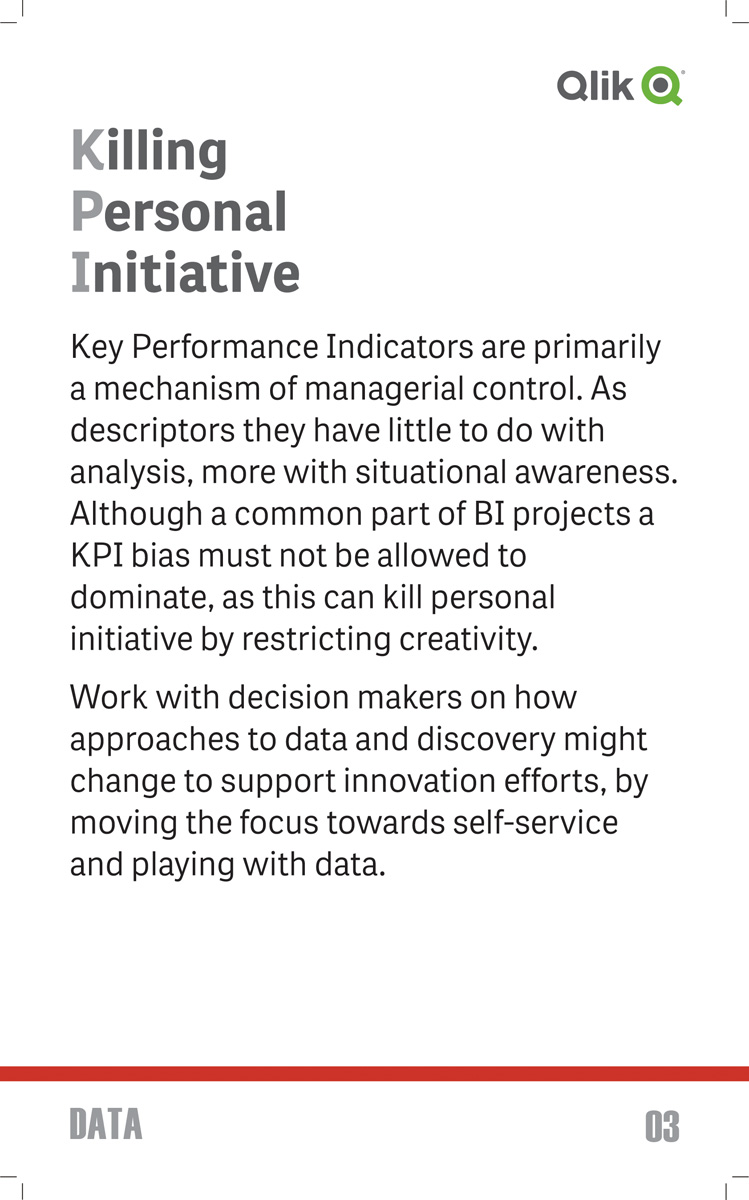 Qlik
Killing
Personal
Initiative
Key Performance Indicators are primarily
a mechanism of managerial control. As
descriptors they have little to do with
analysis, more with situational awareness.
Although a common part of BI projects a
KPI bias must not be allowed to
dominate, as this can kill personal
initiative by restricting creativity.
Work with decision makers on how
approaches to data and discovery might
change to support innovation efforts, by
moving the focus towards self-service
and playing with data.
DATA
03